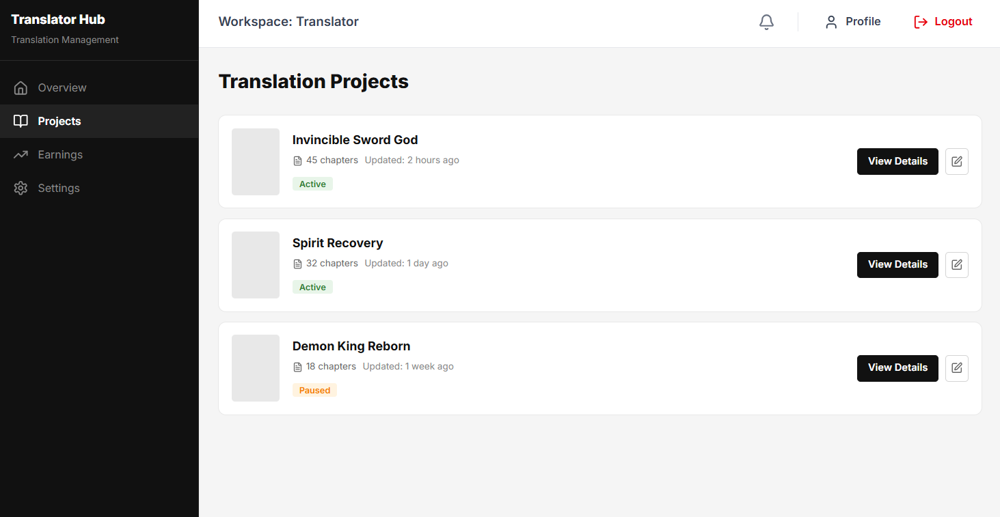 Translator Hub
Translation Management
Overview
Projects
Earnings
Settings
Workspace: Translator
Profile
Logout
Translation Projects
Invincible Sword God
45 chapters Updated: 2 hours ago
Active
View Details
Spirit Recovery
32 chapters Updated: 1 day ago
Active
View Details
Demon King Reborn
18 chapters Updated: 1 week ago
Paused
View Details